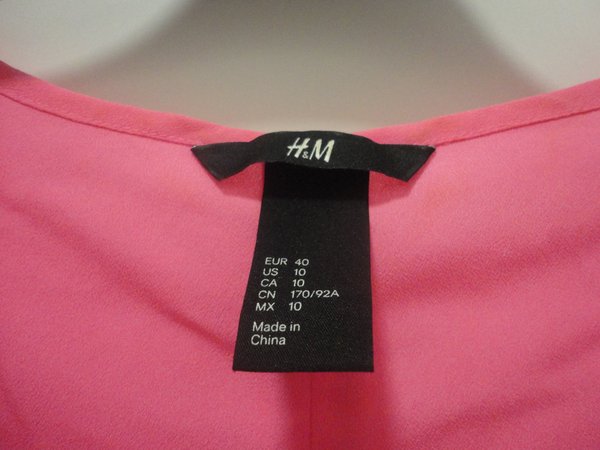 H&M
EUR 40
US 10
CA 10
CN 170/92A
MX 10
Made in
China